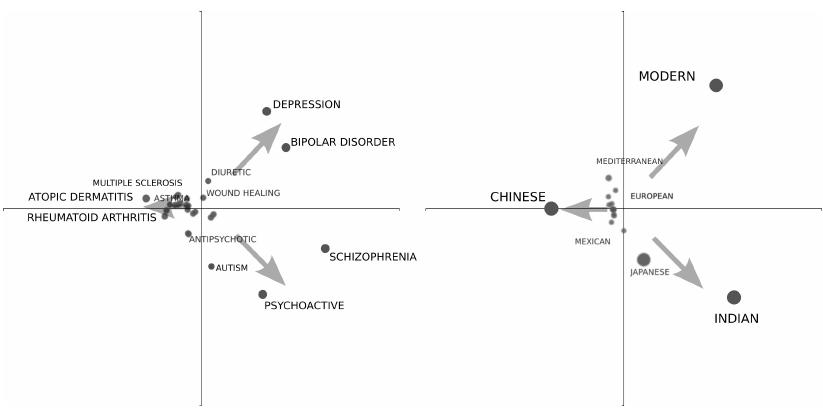 DEPRESSION
BIPOLAR DISORDER
DIURETIC
MULTIPLE SCLEROSIS
WOUND HEALING
ATOPIC DERMATITIS
ASTHMA
RHEUMATOID ARTHRITIS
ANTIPSYCHOTIC
SCHIZOPHRENIA
AUTISM
PSYCHOACTIVE
MODERN
MEDITERRANEAN
CHINESE
EUROPEAN
MEXICAN
JAPANESE
INDIAN